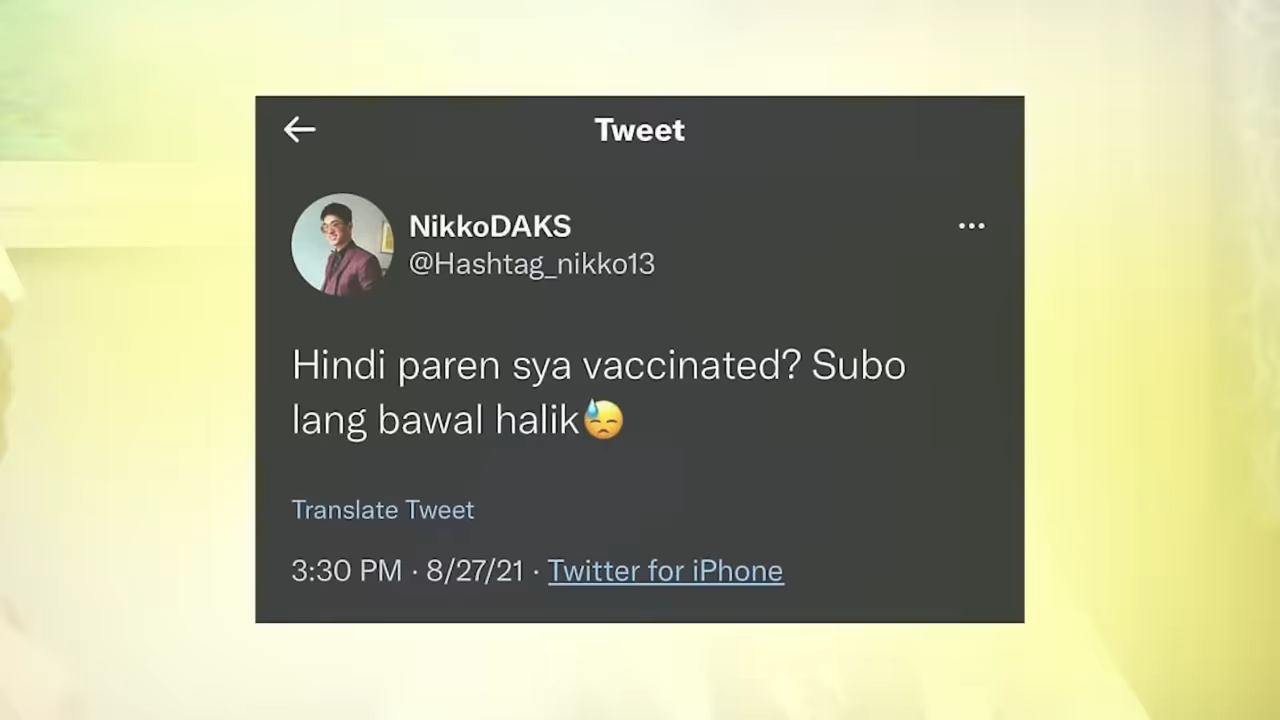 Tweet
NikkoDAKS
@Hashtag_nikko13
Hindi paren sya vaccinated? Subo
lang bawal halik😓
Translate Tweet
3:30 PM · 8/27/21 · Twitter for iPhone